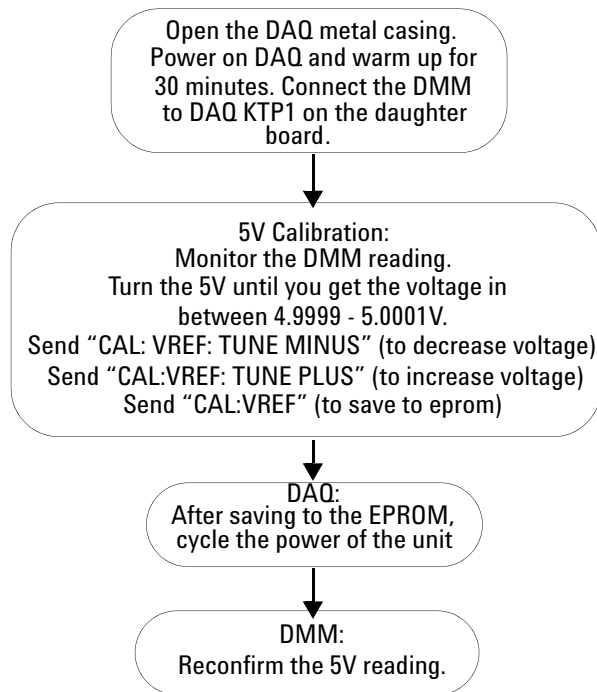 Open the DAQ metal casing.
Power on DAQ and warm up for
30 minutes. Connect the DMM
to DAQ KTP1 on the daughter
board.
5V Calibration:
Monitor the DMM reading.
Turn the 5V until you get the voltage in
between 4.9999 - 5.0001V.
Send “CAL: VREF: TUNE MINUS” (to decrease voltage)
Send “CAL:VREF: TUNE PLUS” (to increase voltage)
Send “CAL:VREF” (to save to eprom)
DAQ:
After saving to the EPROM,
cycle the power of the unit
DMM:
Reconfirm the 5V reading.